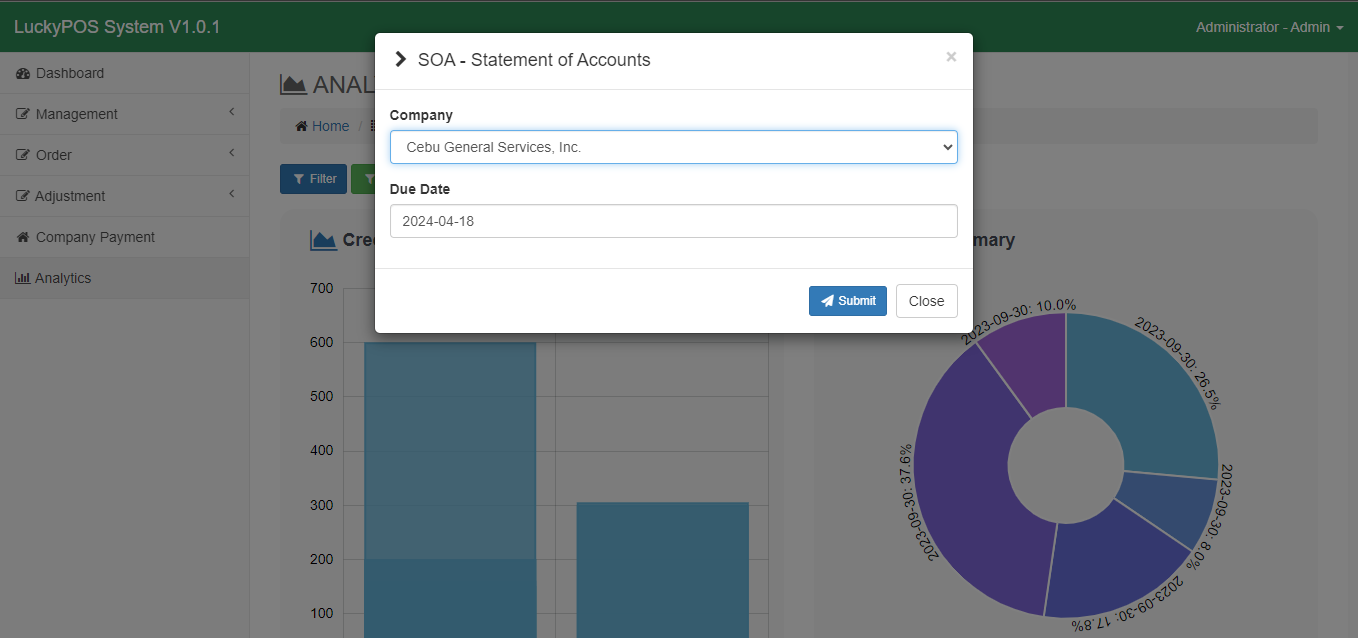 LuckyPOS System V1.0.1
Administrator - Admin
Dashboard
Management
Order
Adjustment
Company Payment
Analytics
SOA - Statement of Accounts
×
Company
Cebu General Services, Inc.
Due Date
2024-04-18
Submit
Close
ANAL
Home /
Filter
Cre
mary
700
600
500
400
300
200
100
2023-09-30: 10.0%
2023-09-30: 26.5%
2023-09-30: 8.0%
2023-09-30: 17.8%
2023-09-30: 37.6%